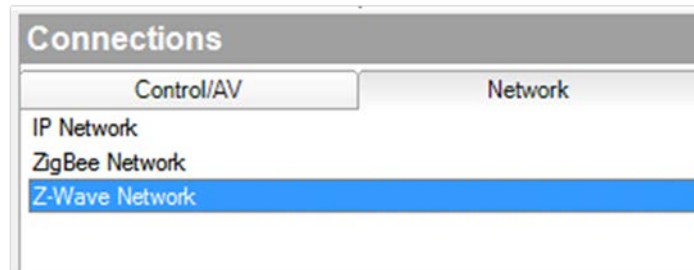 Connections
Control/AV Network
IP Network
ZigBee Network
Z-Wave Network